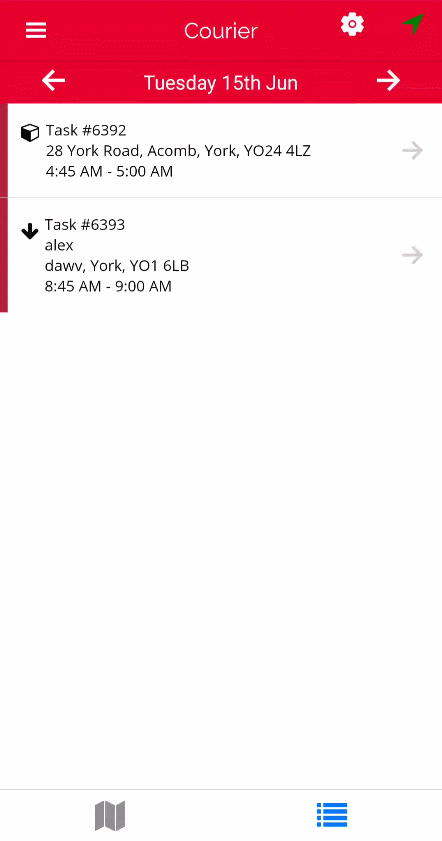 Courier
Tuesday 15th Jun
Task #6392
28 York Road, Acomb, York, YO24 4LZ
4:45 AM - 5:00 AM
Task #6393
alex
dawv, York, YO1 6LB
8:45 AM - 9:00 AM